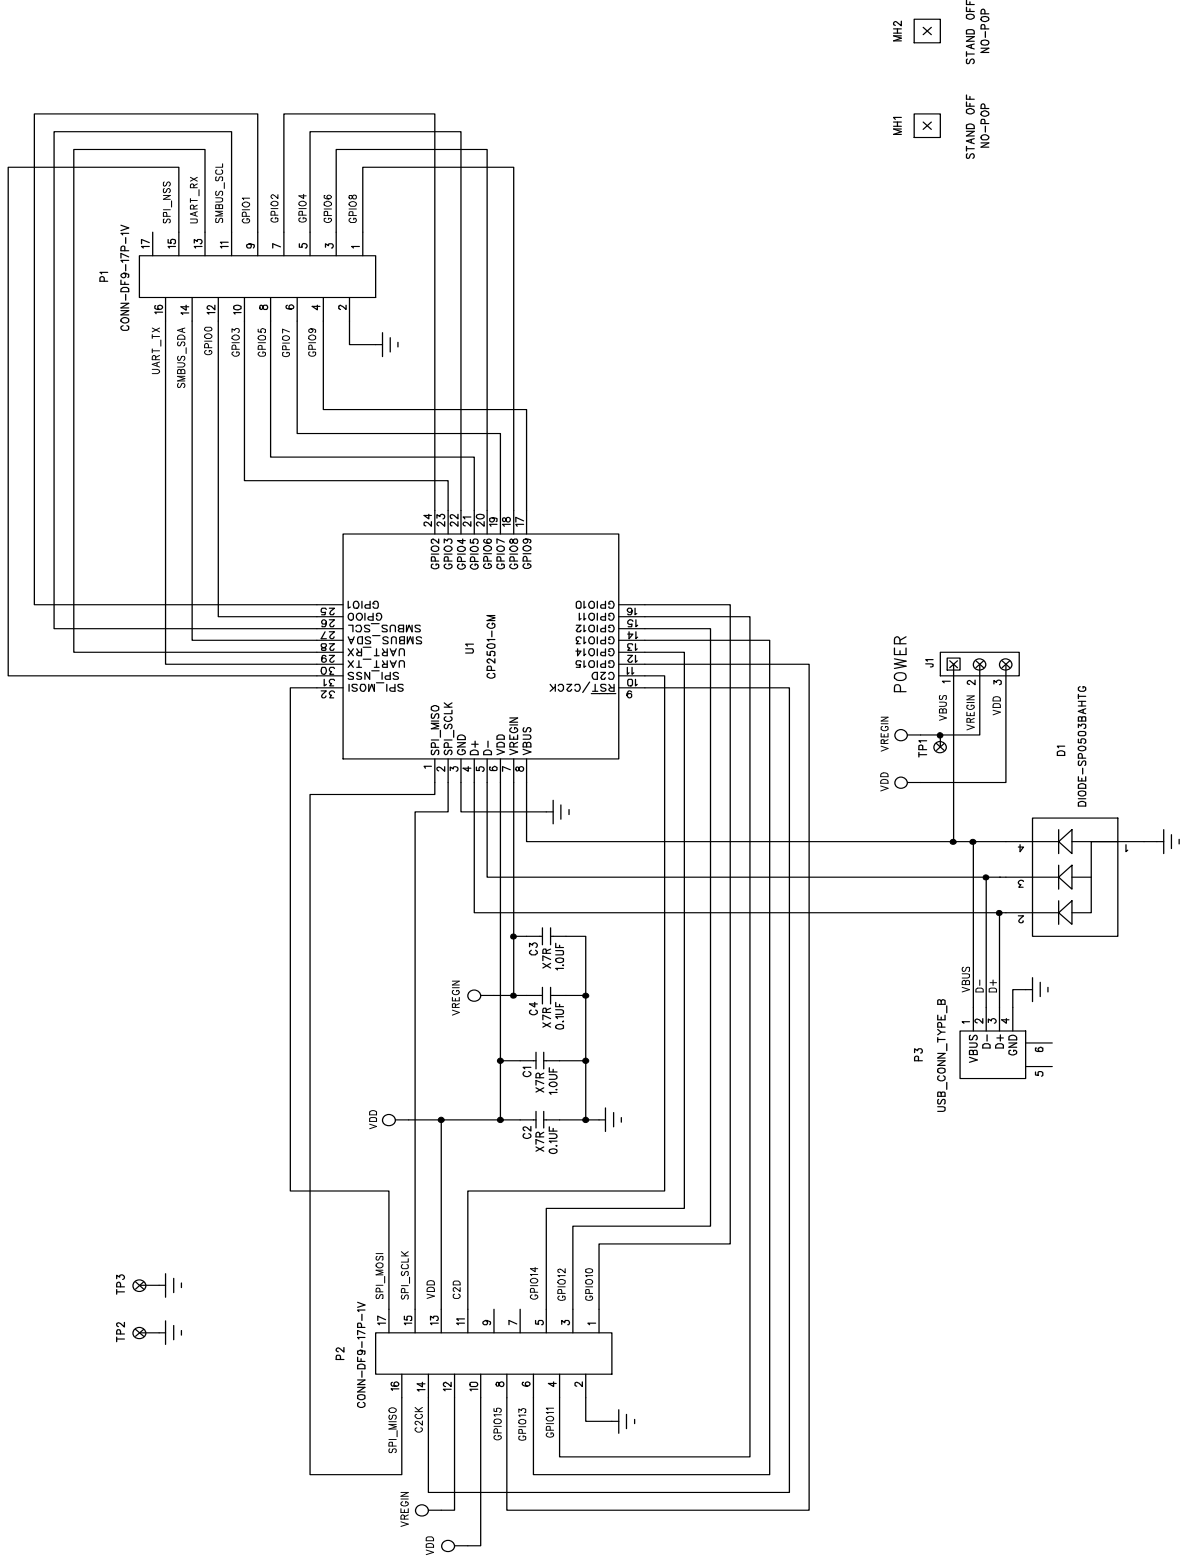 MH2
STAND OFF
NO-POP
MH1
STAND OFF
NO-POP
P1
CONN-DF9-17P-1V
17
15
SPI_NSS
13
UART_RX
11
SMBUS_SCL
9
GPIO1
7
GPIO2
5
GPIO4
3
GPIO6
1
GPIO8
16
UART_TX
14
SMBUS_SDA
12
GPIO0
10
GPIO3
8
GPIO5
6
GPIO7
4
GPIO9
2
24
GPIO2
23
GPIO3
22
GPIO4
21
GPIO5
20
GPIO6
19
GPIO7
18
GPIO8
17
GPIO9
25
GPIO1
26
GPIO0
27
SMBUS_SCL
28
SMBUS_SDA
29
UART_RX
30
UART_TX
31
SPI_NSS
32
SPI_MOSI
U1
CP2501-GM
16
GPIO10
15
GPIO11
14
GPIO12
13
GPIO13
12
GPIO14
11
GPIO15
10
C2D
9
RST/C2CK
1
SPI_MISO
2
SPI_SCLK
3
GND
4
D+
5
D-
6
VDD
7
VREGIN
8
VBUS
POWER
J1
VBUS
1
VREGIN
2
VDD
3
VREGIN
TP1
VDD
D1
DIODE-SP0503BAHTG
4
3
2
1
C3
X7R
1.0UF
C4
X7R
0.1UF
C1
X7R
1.0UF
C2
X7R
0.1UF
VREGIN
VDD
P3
USB_CONN_TYPE_B
VBUS
D-
D+
1
2
3
4
VBUS
D-
D+
GND
6
5
TP3
TP2
P2
CONN-DF9-17P-1V
17
SPI_MOSI
15
SPI_SCLK
13
VDD
11
C2D
9
7
5
GPIO14
3
GPIO12
1
GPIO10
16
SPI_MISO
14
C2CK
12
10
8
GPIO15
6
GPIO13
4
GPIO11
2
VREGIN
VDD